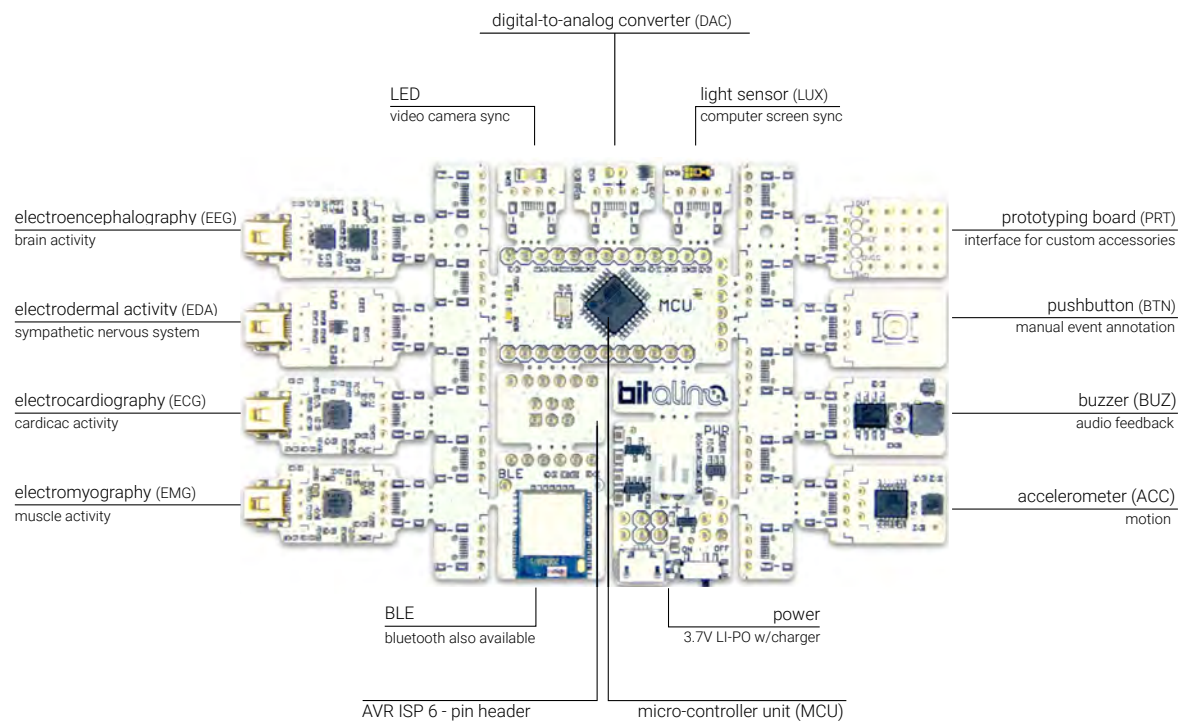 digital-to-analog converter (DAC)
LED
video camera sync
light sensor (LUX)
computer screen sync
electroencephalography (EEG)
brain activity
prototyping board (PRT)
interface for custom accessories
electrodermal activity (EDA)
sympathetic nervous system
MCU
pushbutton (BTN)
manual event annotation
electrocardiography (ECG)
cardicac activity
bitalino
buzzer (BUZ)
audio feedback
PWR
BLE
electromyography (EMG)
muscle activity
accelerometer (ACC)
motion
ON
OFF
BLE
bluetooth also available
power
3.7V LI-PO w/charger
AVR ISP 6 - pin header
micro-controller unit (MCU)